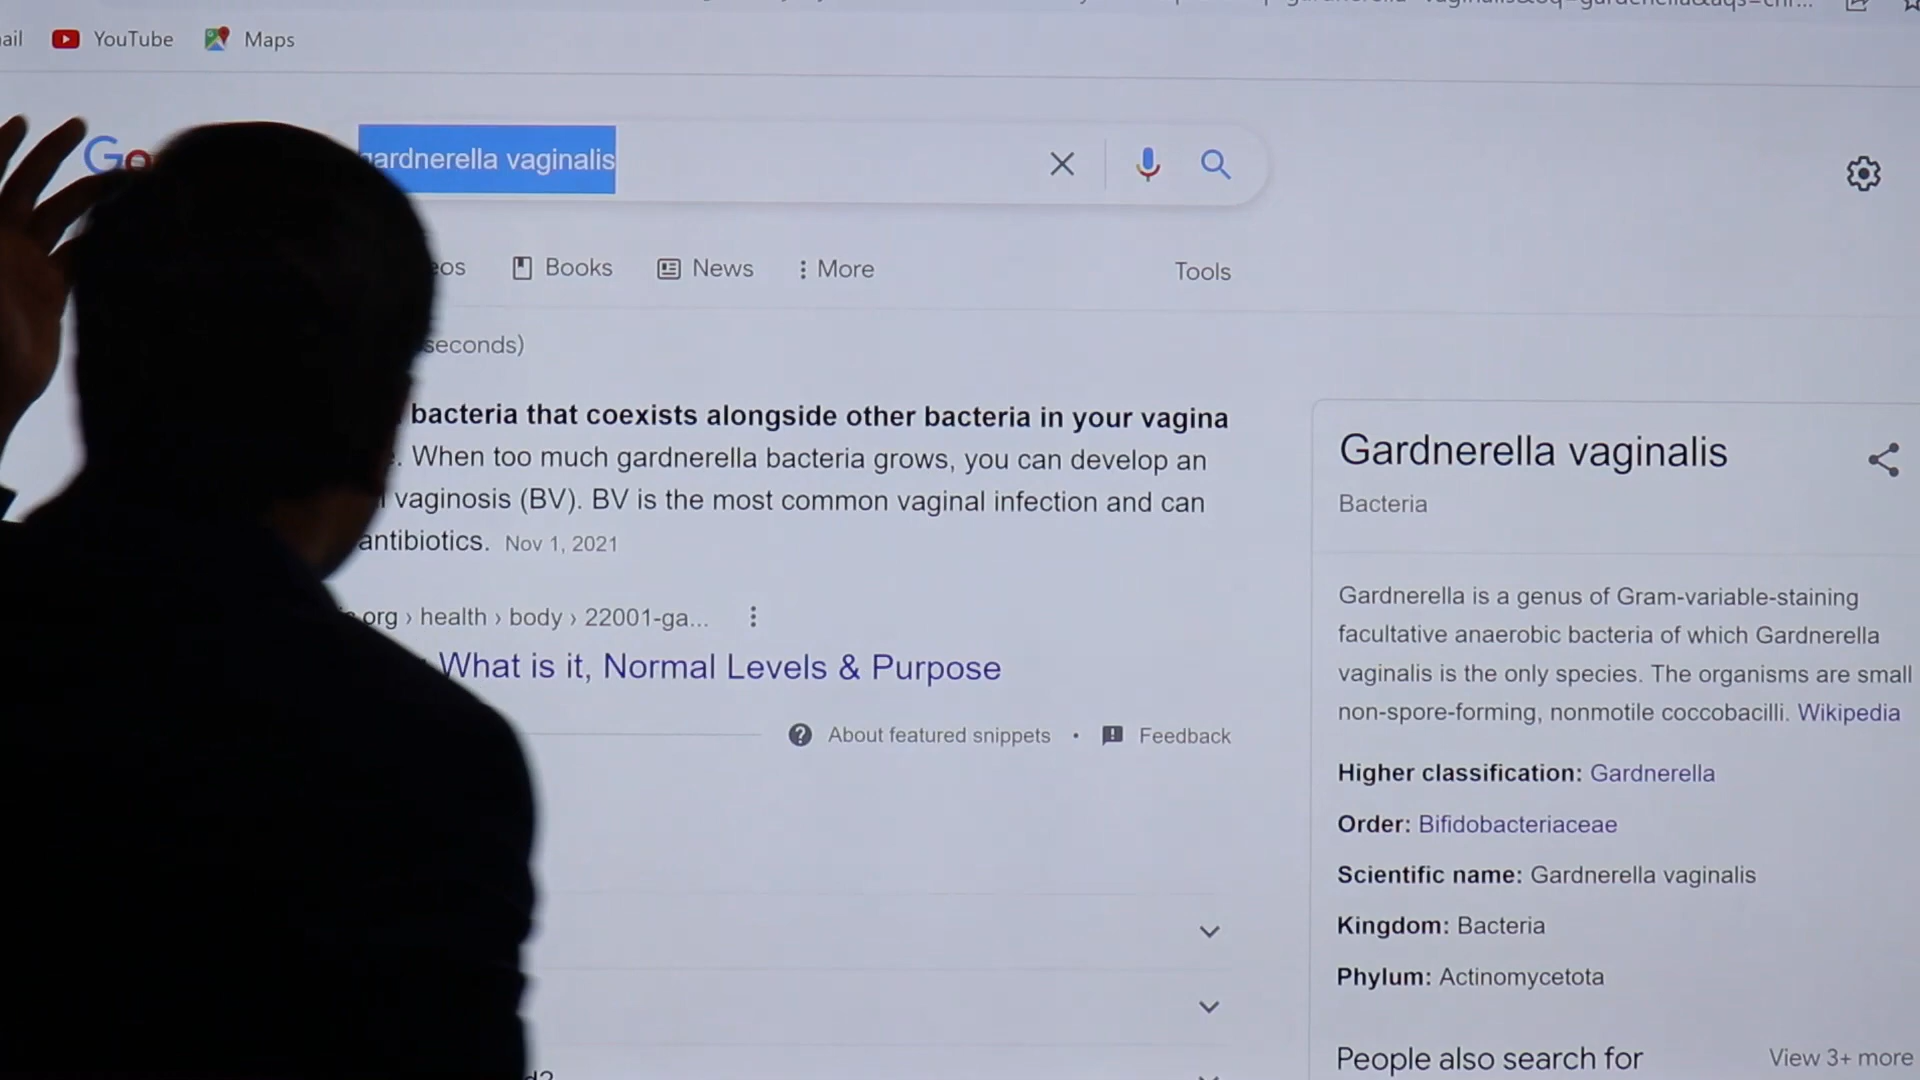 YouTube
Maps
gardnerella vaginalis
Books
News
More
Tools
seconds)
bacteria that coexists alongside other bacteria in your vagina
. When too much gardnerella bacteria grows, you can develop an
vaginosis (BV). BV is the most common vaginal infection and can
antibiotics. Nov 1, 2021
org › health › body › 22001-ga...
What is it, Normal Levels & Purpose
About featured snippets • Feedback
Gardnerella vaginalis
Bacteria
Gardnerella is a genus of Gram-variable-staining
facultative anaerobic bacteria of which Gardnerella
vaginalis is the only species. The organisms are small
non-spore-forming, nonmotile coccobacilli. Wikipedia
Higher classification: Gardnerella
Order: Bifidobacteriaceae
Scientific name: Gardnerella vaginalis
Kingdom: Bacteria
Phylum: Actinomycetota
People also search for
View 3+ more